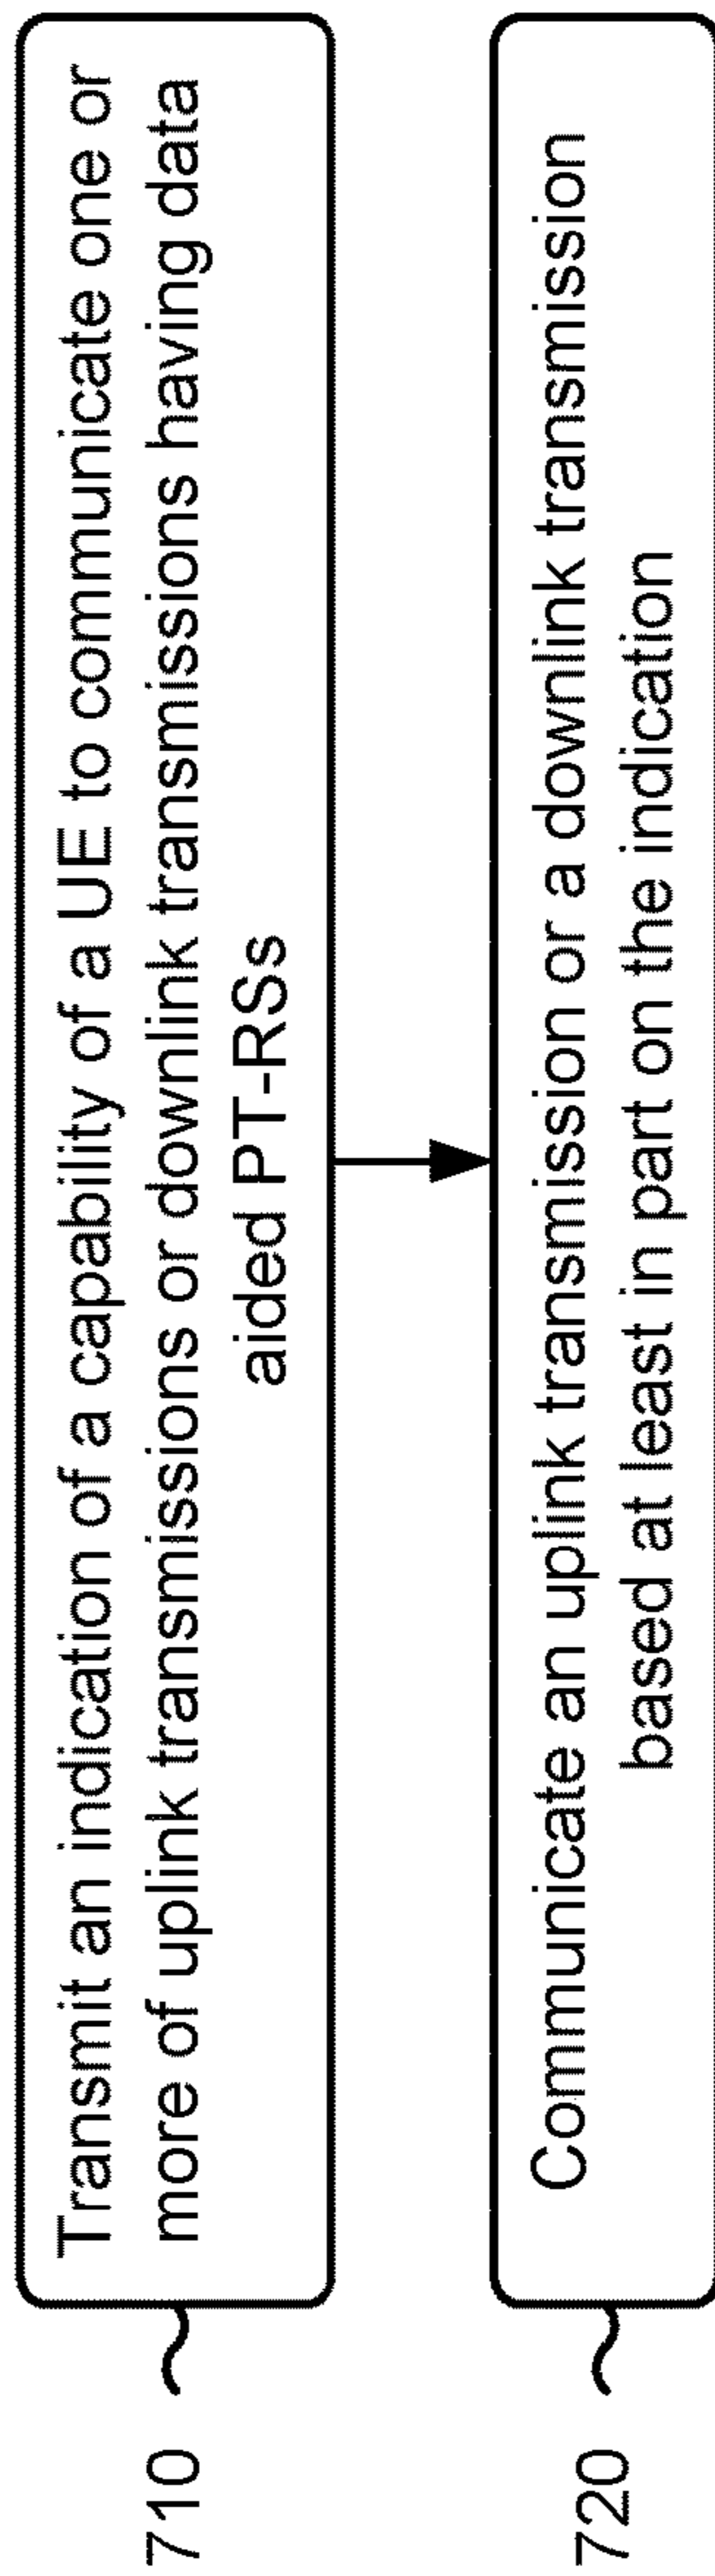 710
Transmit an indication of a capability of a UE to communicate one or
more of uplink transmissions or downlink transmissions having data
aided PT-RSs
720
Communicate an uplink transmission or a downlink transmission
based at least in part on the indication